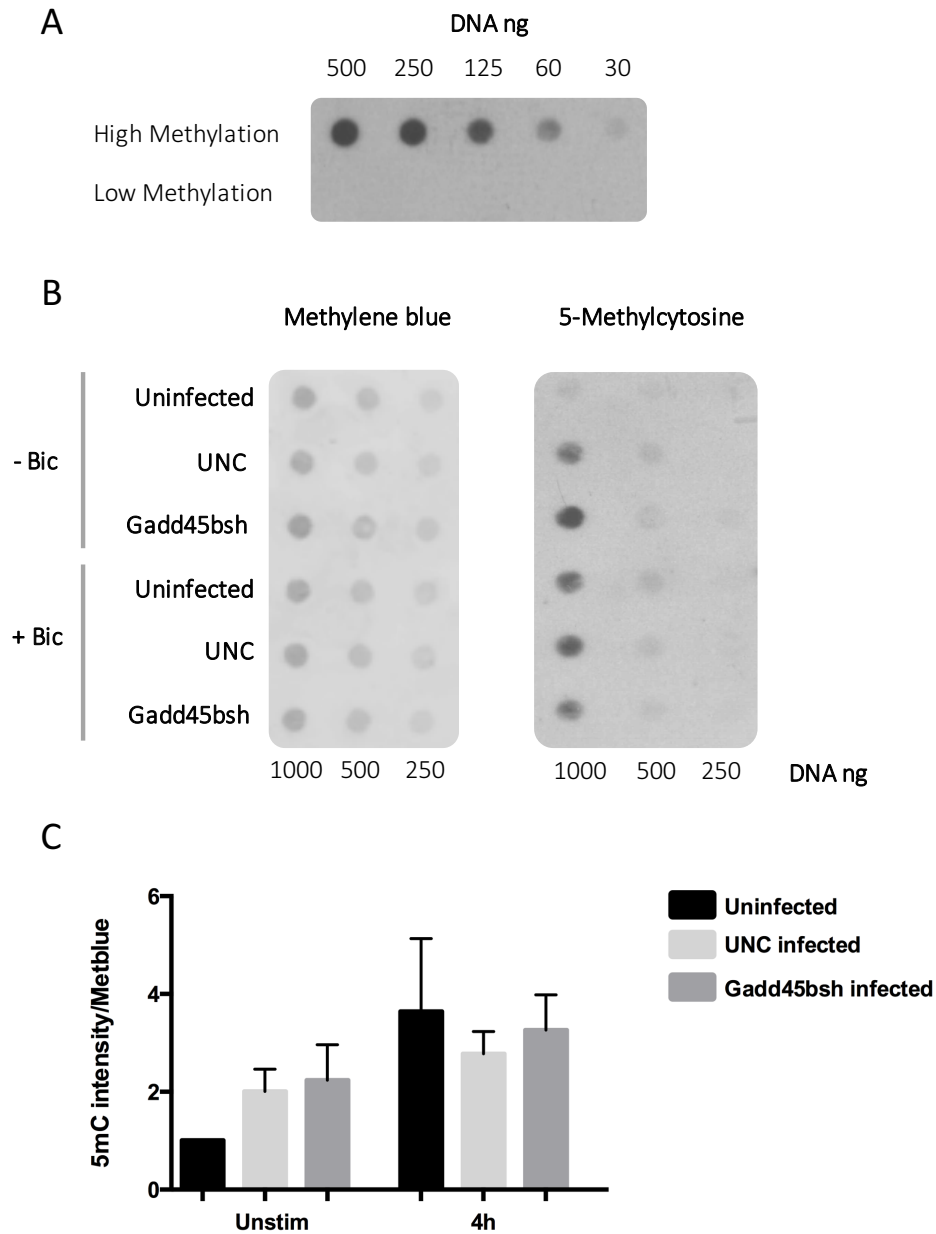 A
DNA ng
500 250 125 60 30
High Methylation
Low Methylation
B
Methylene blue
5-Methylcytosine
- Bic
Uninfected
UNC
Gadd45bsh
+ Bic
Uninfected
UNC
Gadd45bsh
1000 500 250
1000 500 250
DNA ng
C
5mC intensity/Metblue
6
4
2
0
Unstim
4h
Uninfected
UNC infected
Gadd45bsh infected